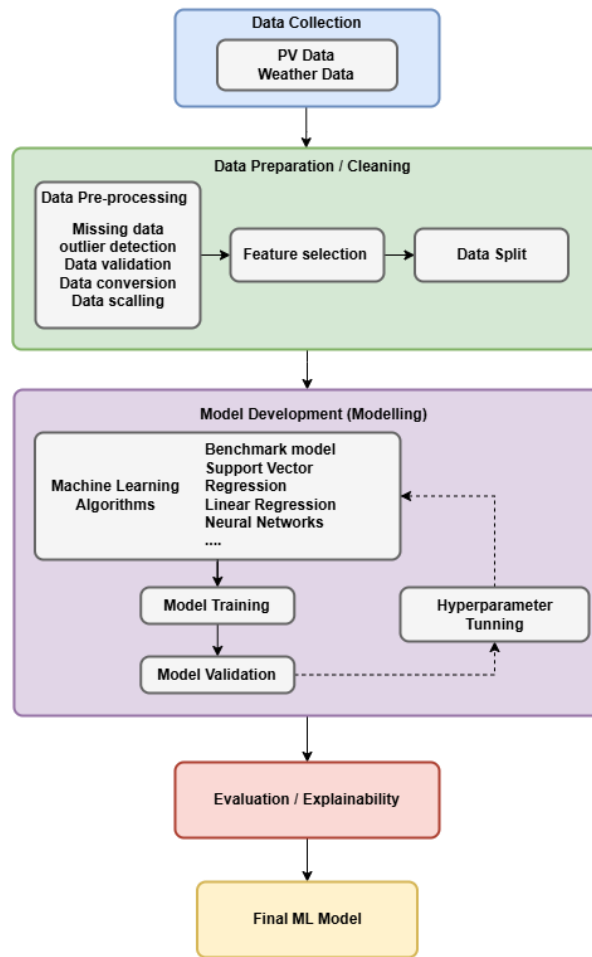 Data Collection
PV Data
Weather Data
Data Preparation / Cleaning
Data Pre-processing
Missing data
outlier detection
Data validation
Data conversion
Data scalling
Feature selection
Data Split
Model Development (Modelling)
Machine Learning
Algorithms
Benchmark model
Support Vector
Regression
Linear Regression
Neural Networks
....
Model Training
Model Validation
Hyperparameter
Tunning
Evaluation / Explainability
Final ML Model